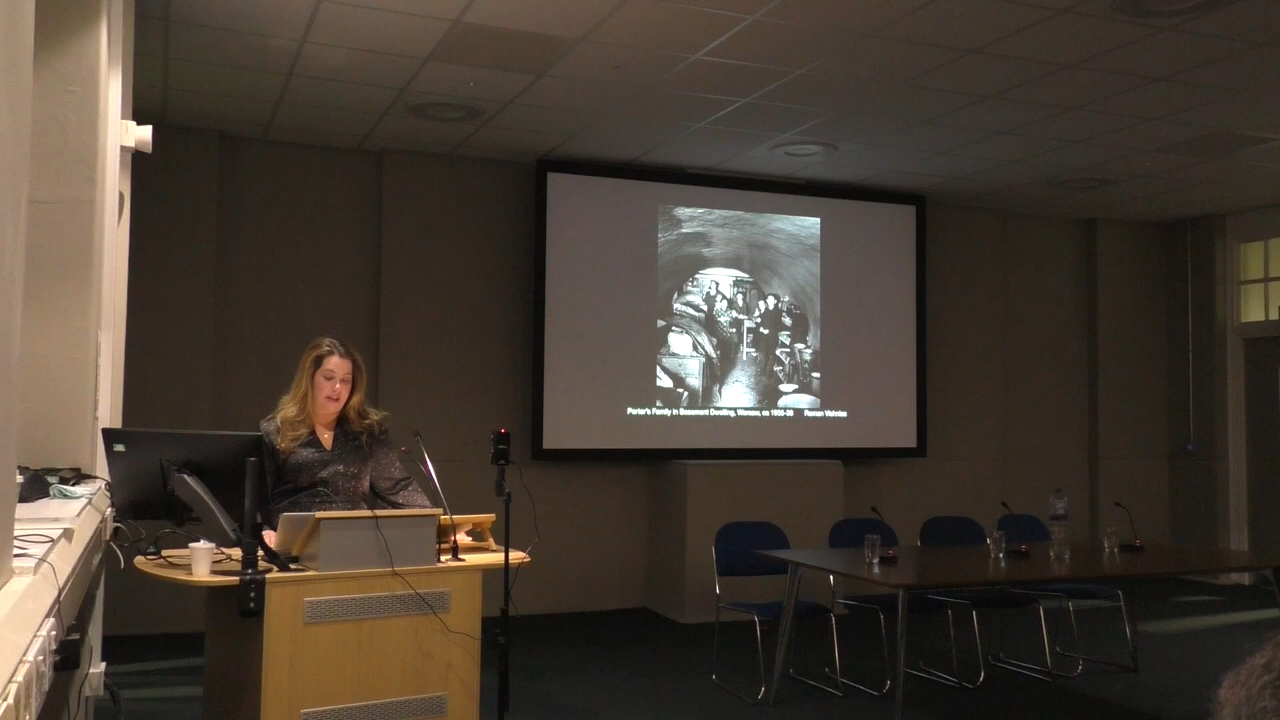 Porter's Family in Basement Dwelling, Warsaw, ca 1935-38 Roman Vishniac